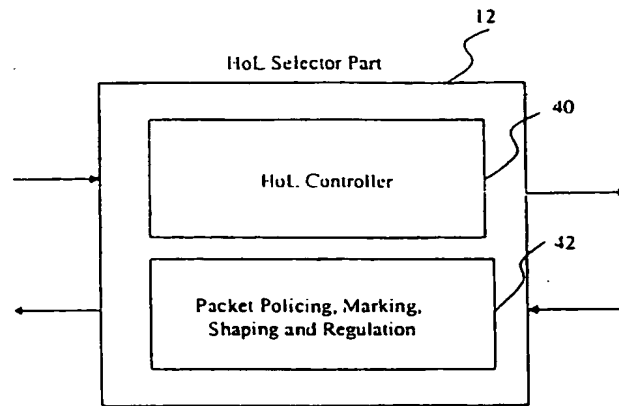 12
HoL Selector Part
40
HoL Controller
42
Packet Policing, Marking,
Shaping and Regulation